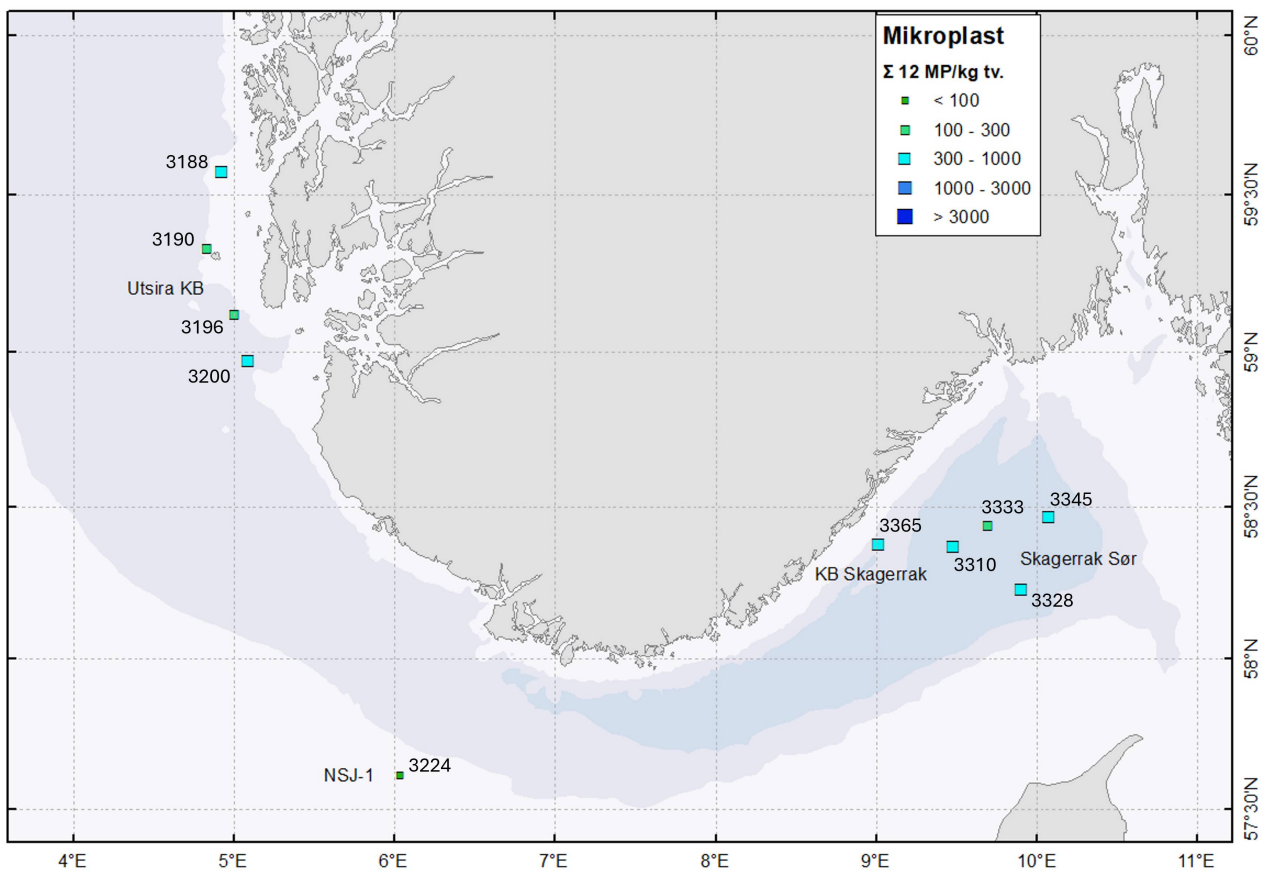 Mikroplast
Σ 12 MP/kg tv.
< 100
100 - 300
300 - 1000
1000 - 3000
> 3000
60°N
3188
59°30'N
3190
Utsira KB
3196
59°N
3200
3345
3333
58°30'N
3365
Skagerrak Sør
3310
KB Skagerrak
3328
58°N
3224
NSJ-1
57°30'N
4°E
5°E
6°E
7°E
8°E
9°E
10°E
11°E